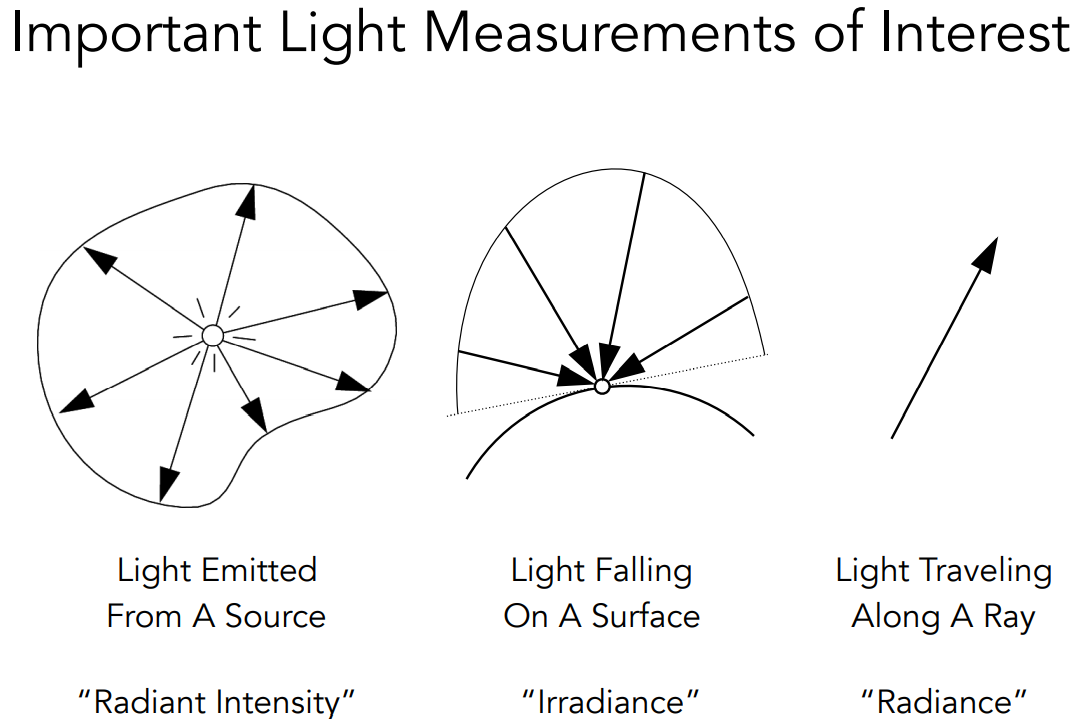 Important Light Measurements of Interest
Light Emitted
From A Source
"Radiant Intensity"
Light Falling
On A Surface
"Irradiance"
Light Traveling
Along A Ray
"Radiance"